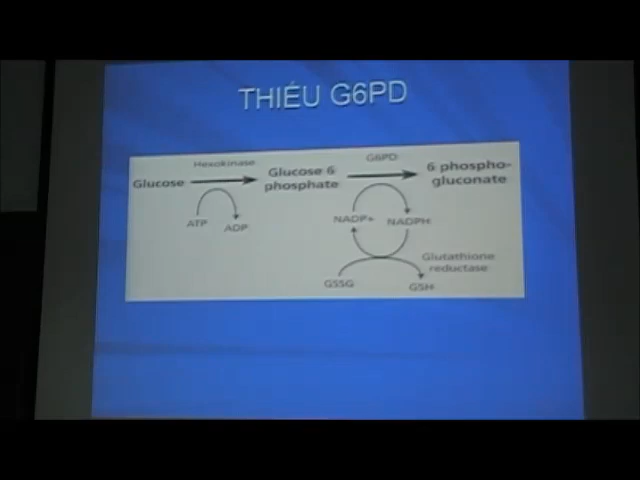 THIẾU G6PD
Hexokinase
G6PD
Glucose
Glucose 6
phosphate
6 phospho-
gluconate
ATP
ADP
NADP+
NADPH
Glutathione
reductase
GSSG
GSH